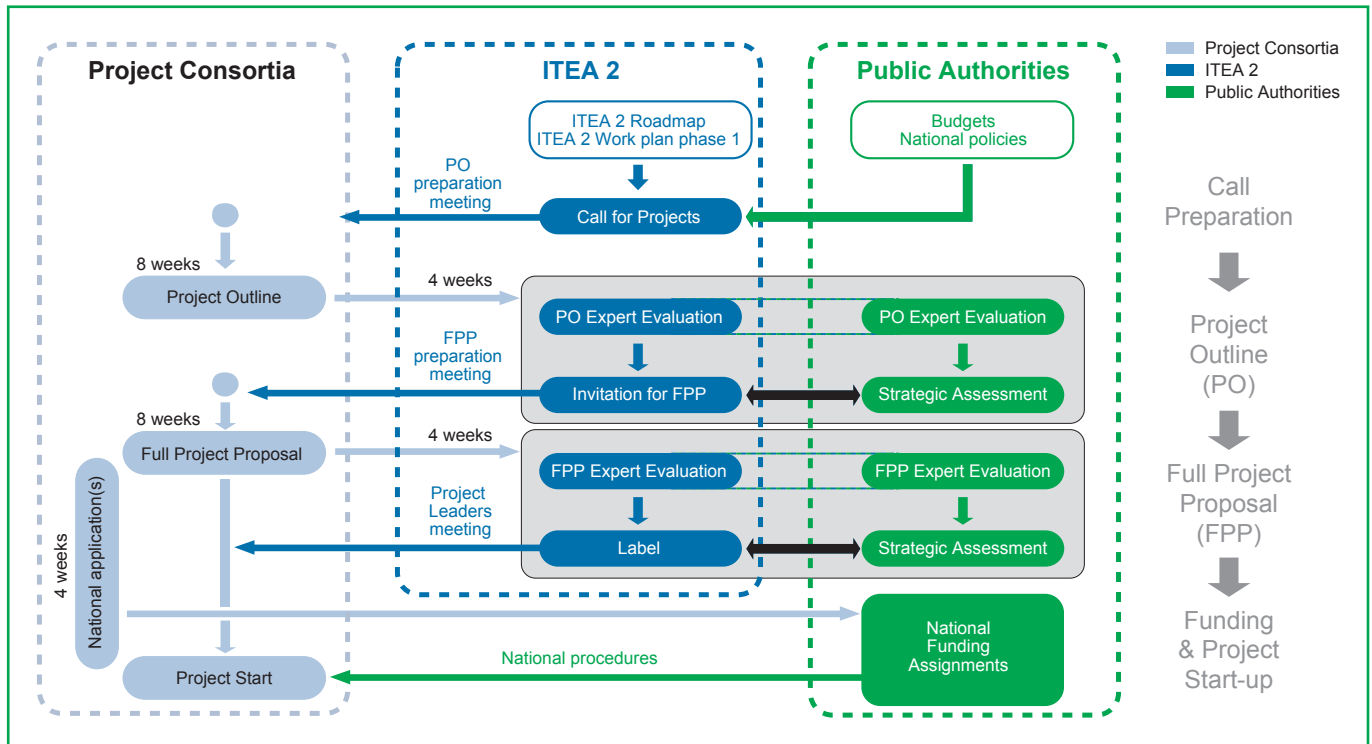 Project Consortia
ITEA 2
Public Authorities
Project Consortia
ITEA 2
Public Authorities
ITEA 2 Roadmap
ITEA 2 Work plan phase 1
Budgets
National policies
PO
preparation
meeting
Call for Projects
Call
Preparation
8 weeks
Project Outline
4 weeks
PO Expert Evaluation
PO Expert Evaluation
FPP
preparation
meeting
Invitation for FPP
Strategic Assessment
Project
Outline
(PO)
8 weeks
Full Project Proposal
4 weeks
FPP Expert Evaluation
FPP Expert Evaluation
Project
Leaders
meeting
Label
Strategic Assessment
Full Project
Proposal
(FPP)
4 weeks
National application(s)
National
Funding
Assignments
National procedures
Project Start
Funding
& Project
Start-up